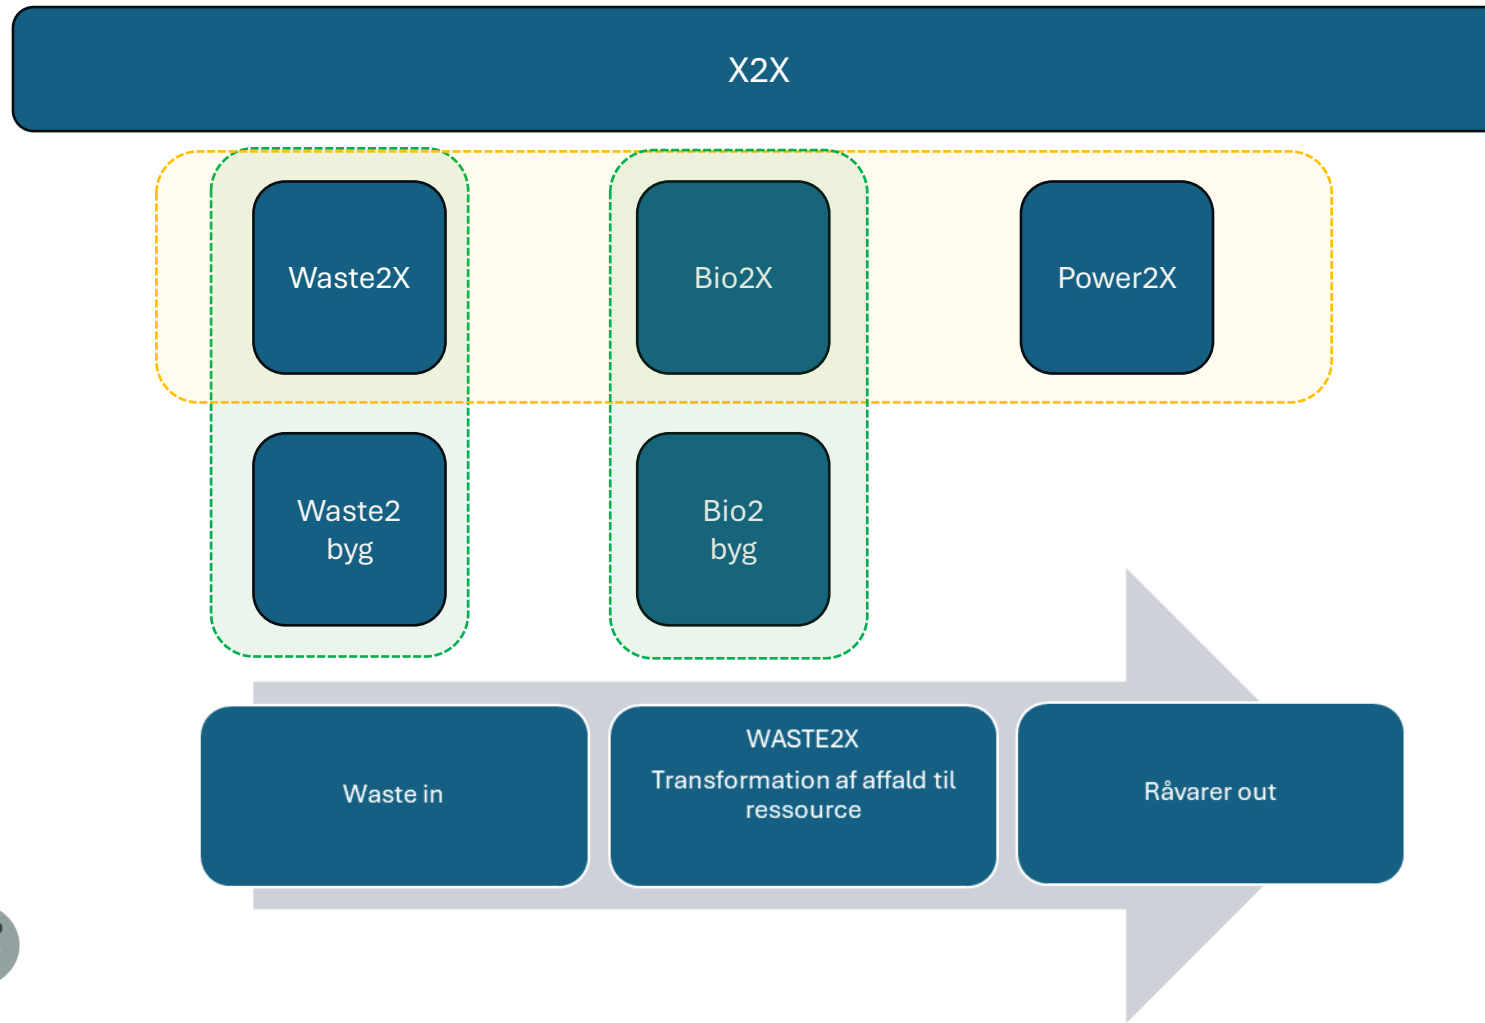 X2X
Waste2X
Bio2X
Power2X
Waste2
byg
Bio2
byg
Waste in
WASTE2X
Transformation af affald til
ressource
Råvarer out